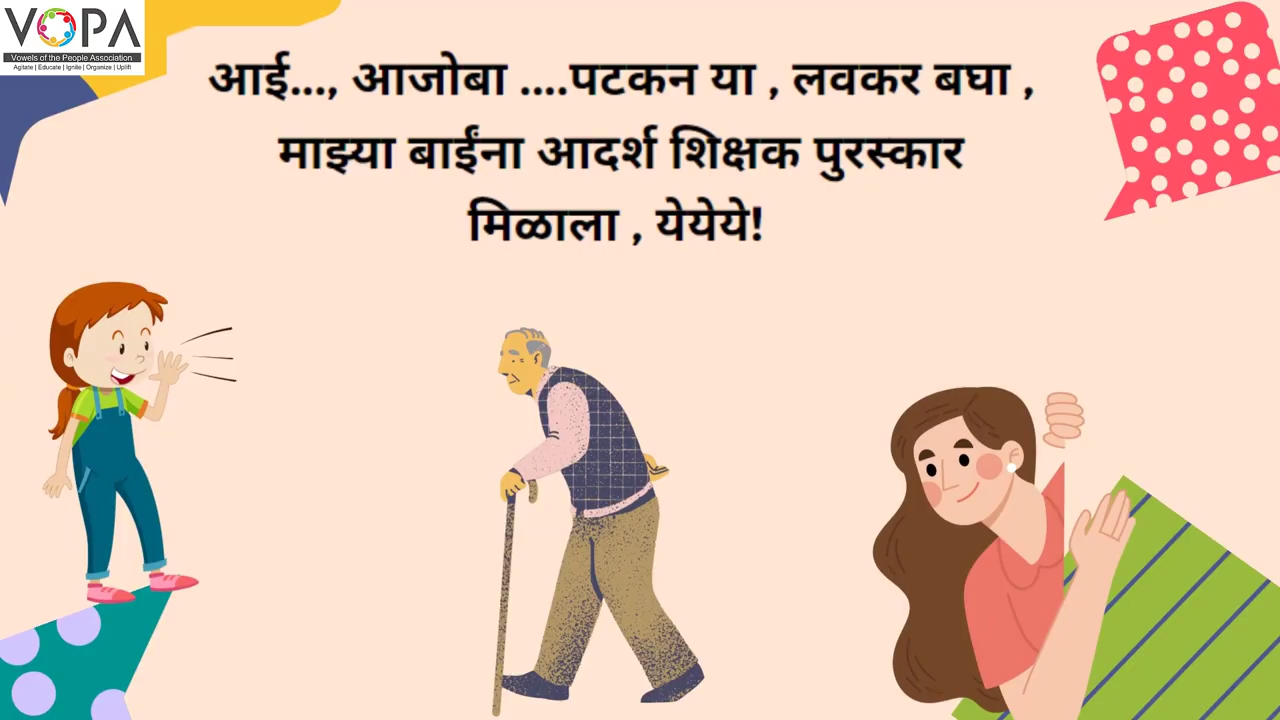 VOPA
Vowels of the People Association
Agitate | Educate | Ignite | Organize | Uplift
आई..., आजोबा ....पटकन या , लवकर बघा ,
माझ्या बाईंना आदर्श शिक्षक पुरस्कार
मिळाला , येयेये!